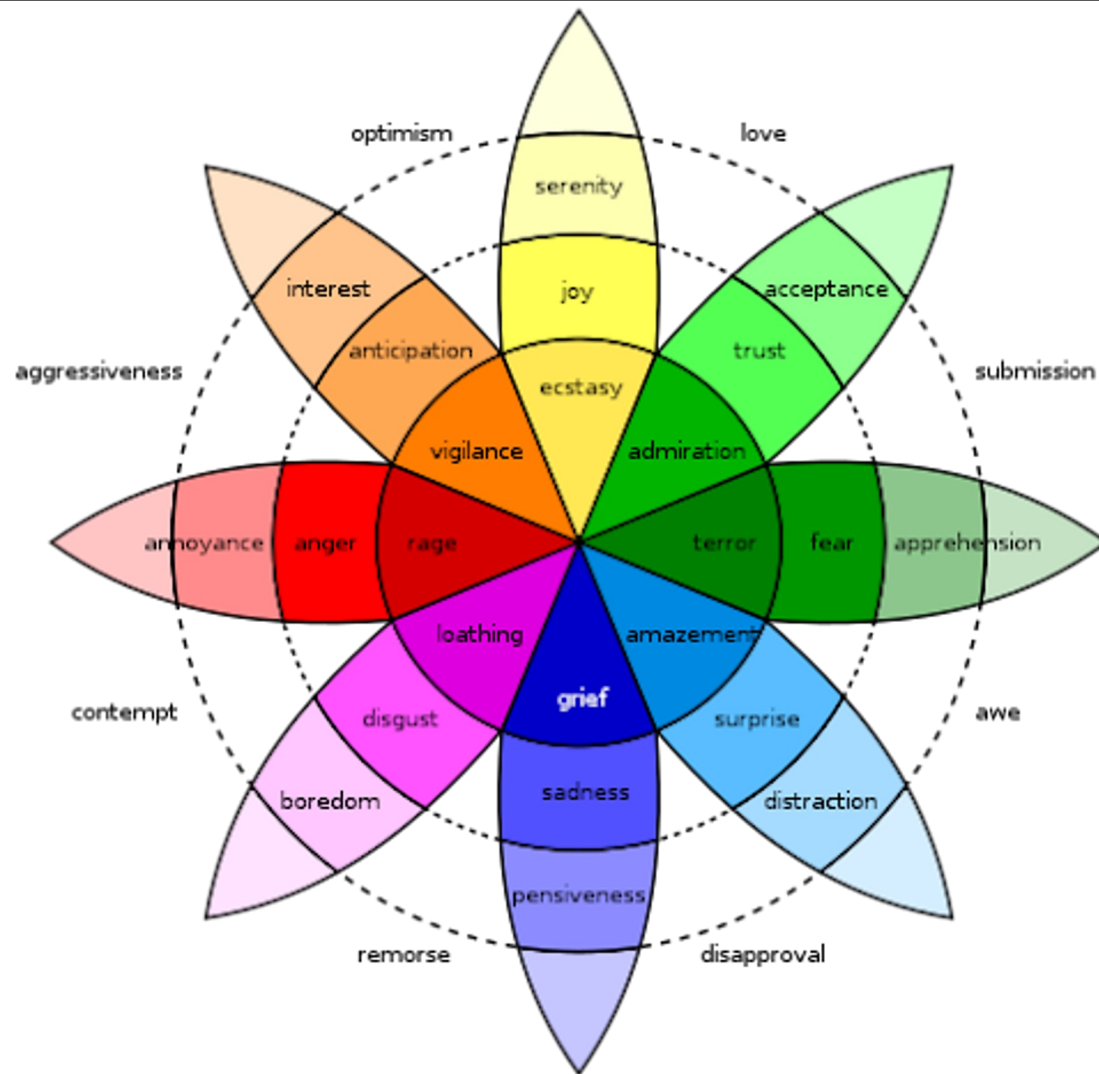 optimism
love
serenity
interest
joy
acceptance
anticipation
trust
aggressiveness
ecstasy
submission
vigilance
admiration
annoyance
anger
rage
terror
fear
apprehension
loathing
amazement
grief
contempt
disgust
surprise
awe
sadness
boredom
distraction
pensiveness
remorse
disapproval